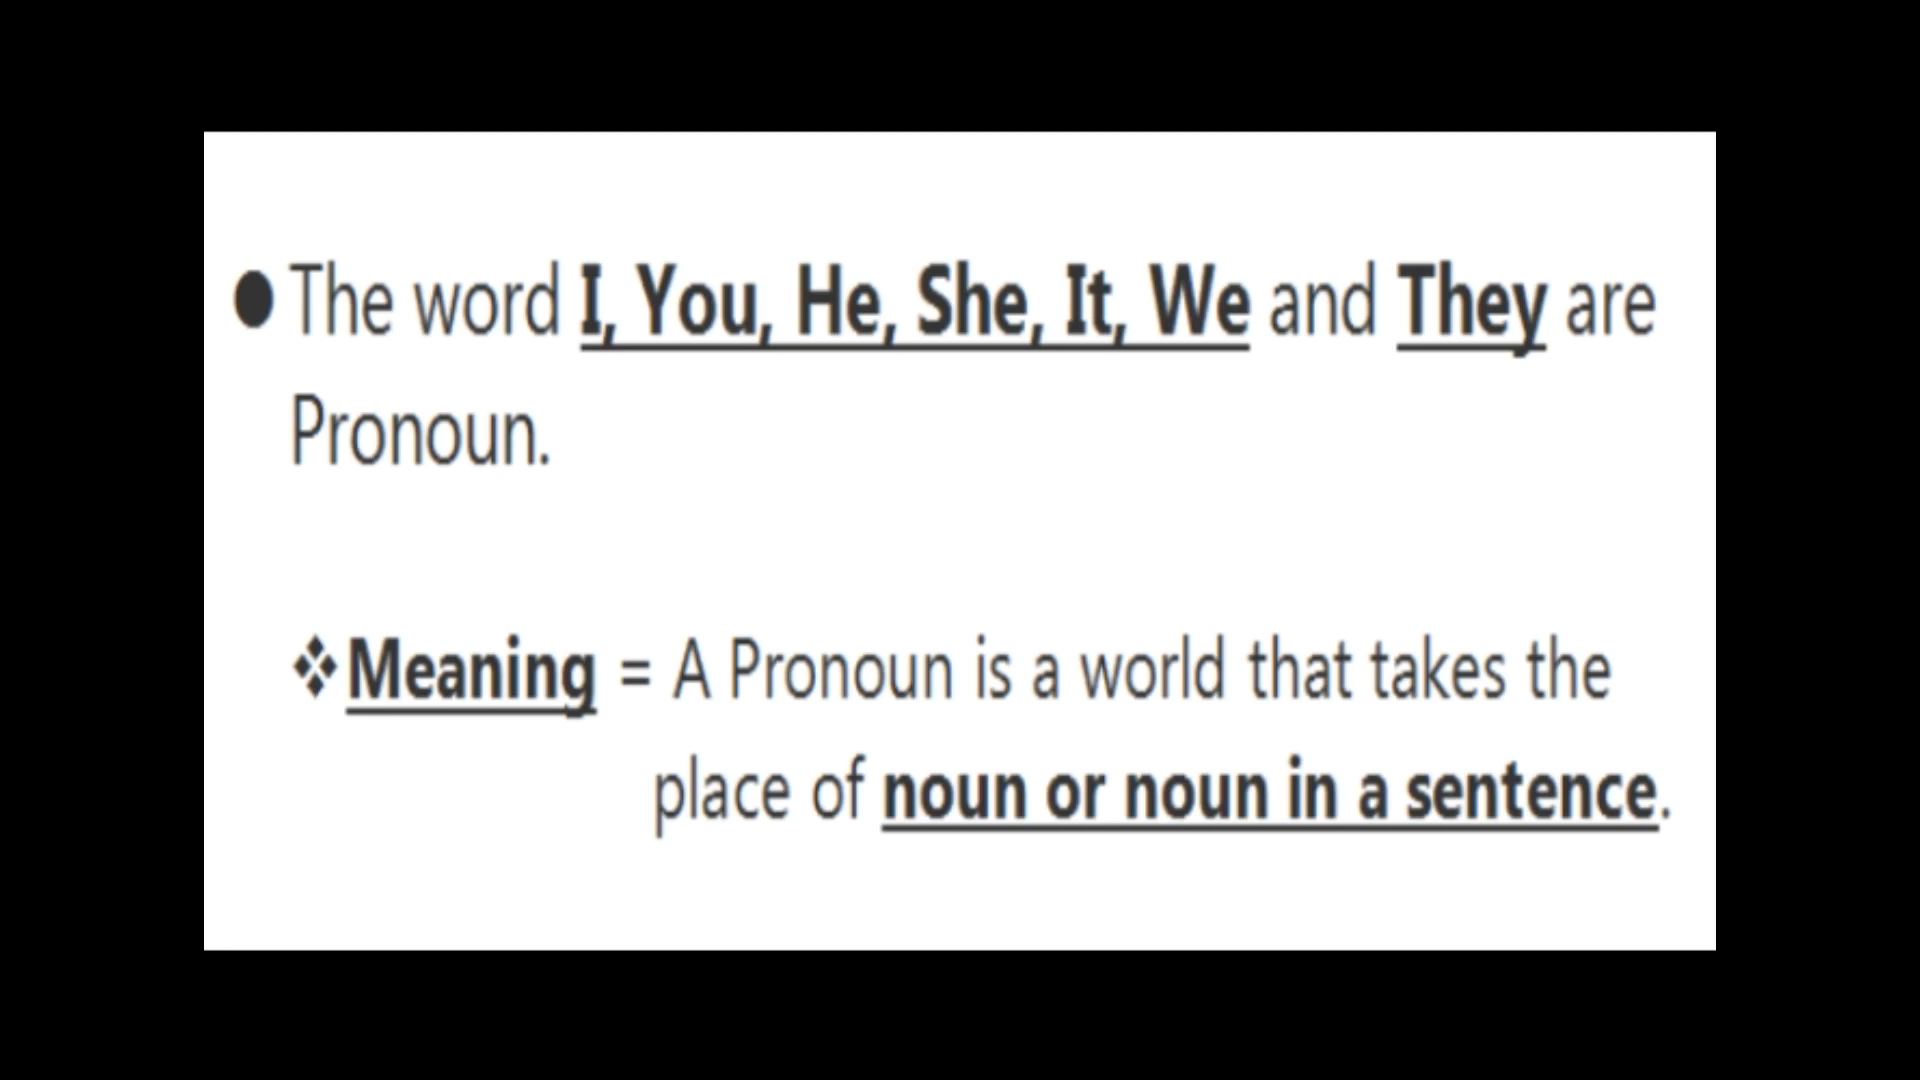 ● The word I, You, He, She, It, We and They are
Pronoun.
❖ Meaning = A Pronoun is a world that takes the
place of noun or noun in a sentence.